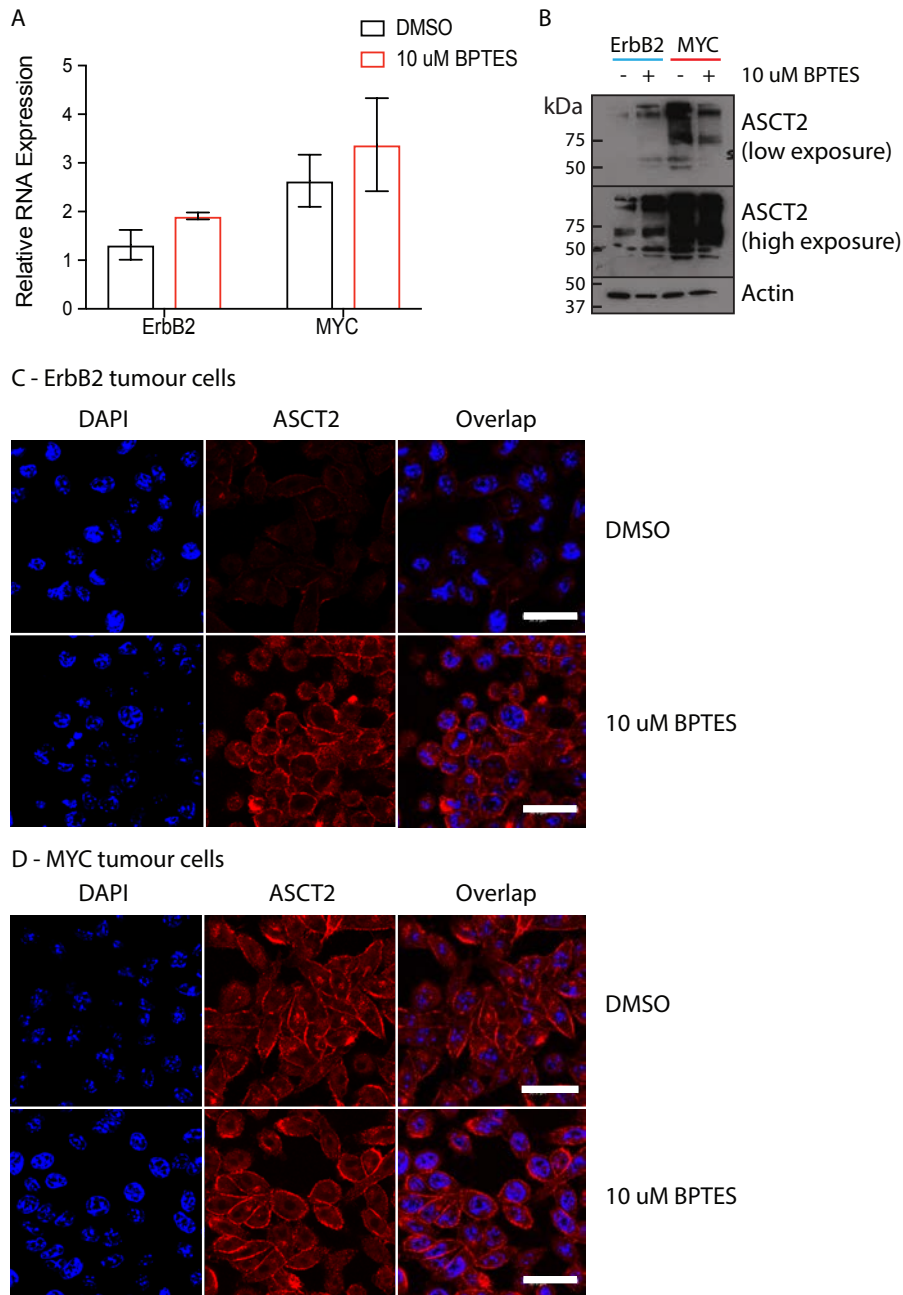 A
DMSO
10 uM BPTES
Relative RNA Expression
5
4
3
2
1
0
ErbB2
MYC
B
ErbB2 MYC
- + - + 10 uM BPTES
kDa
75
50
ASCT2
(low exposure)
75
50
ASCT2
(high exposure)
50
37
Actin
C - ErbB2 tumour cells
DAPI ASCT2 Overlap
DMSO
10 uM BPTES
D - MYC tumour cells
DAPI ASCT2 Overlap
DMSO
10 uM BPTES